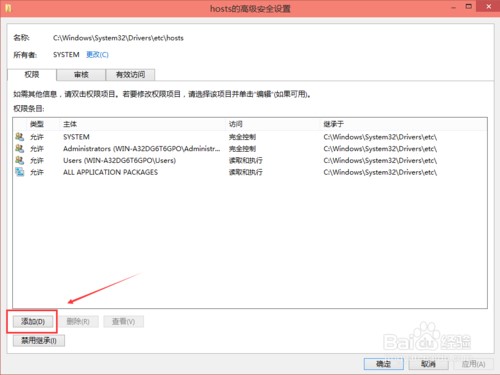 hosts的高级安全设置
名称: C:\Windows\System32\Drivers\etc\hosts
所有者: SYSTEM 更改(C)
权限 审核 有效访问
如需其他信息，请双击权限项目。若要修改权限项目，请选择该项目并单击"编辑"(如果可用)。
权限条目:
类型 主体 访问 继承于
允许 SYSTEM 完全控制 C:\Windows\System32\Drivers\etc\
允许 Administrators (WIN-A32DG6T6GPO\Administr... 完全控制 C:\Windows\System32\Drivers\etc\
允许 Users (WIN-A32DG6T6GPO\Users) 读取和执行 C:\Windows\System32\Drivers\etc\
允许 ALL APPLICATION PACKAGES 读取和执行 C:\Windows\System32\Drivers\etc\
添加(D) 删除(R) 查看(V)
禁用继承(I)
Baidu经验
确定 取消 应用(A)